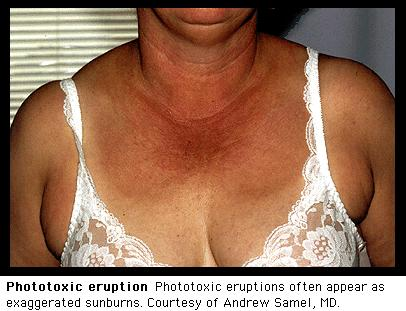 Phototoxic eruption Phototoxic eruptions often appear as
exaggerated sunburns. Courtesy of Andrew Samel, MD.